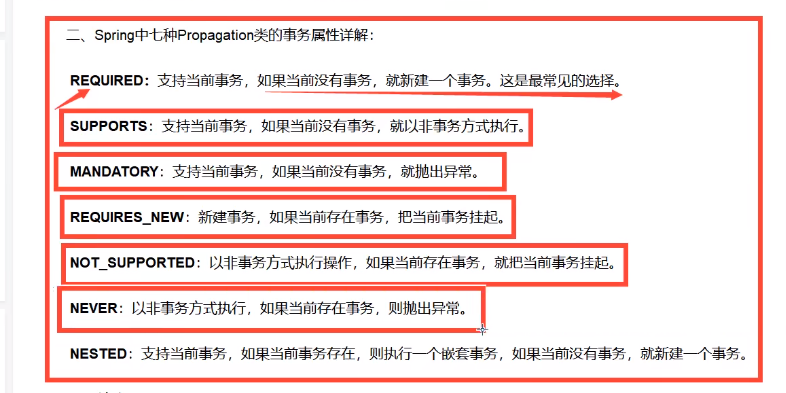 二、Spring中七种Propagation类的事务属性详解：
REQUIRED：支持当前事务，如果当前没有事务，就新建一个事务。这是最常见的选择。
SUPPORTS：支持当前事务，如果当前没有事务，就以非事务方式执行。
MANDATORY：支持当前事务，如果当前没有事务，就抛出异常。
REQUIRES_NEW：新建事务，如果当前存在事务，把当前事务挂起。
NOT_SUPPORTED：以非事务方式执行操作，如果当前存在事务，就把当前事务挂起。
NEVER：以非事务方式执行，如果当前存在事务，则抛出异常。
NESTED：支持当前事务，如果当前事务存在，则执行一个嵌套事务，如果当前没有事务，就新建一个事务。